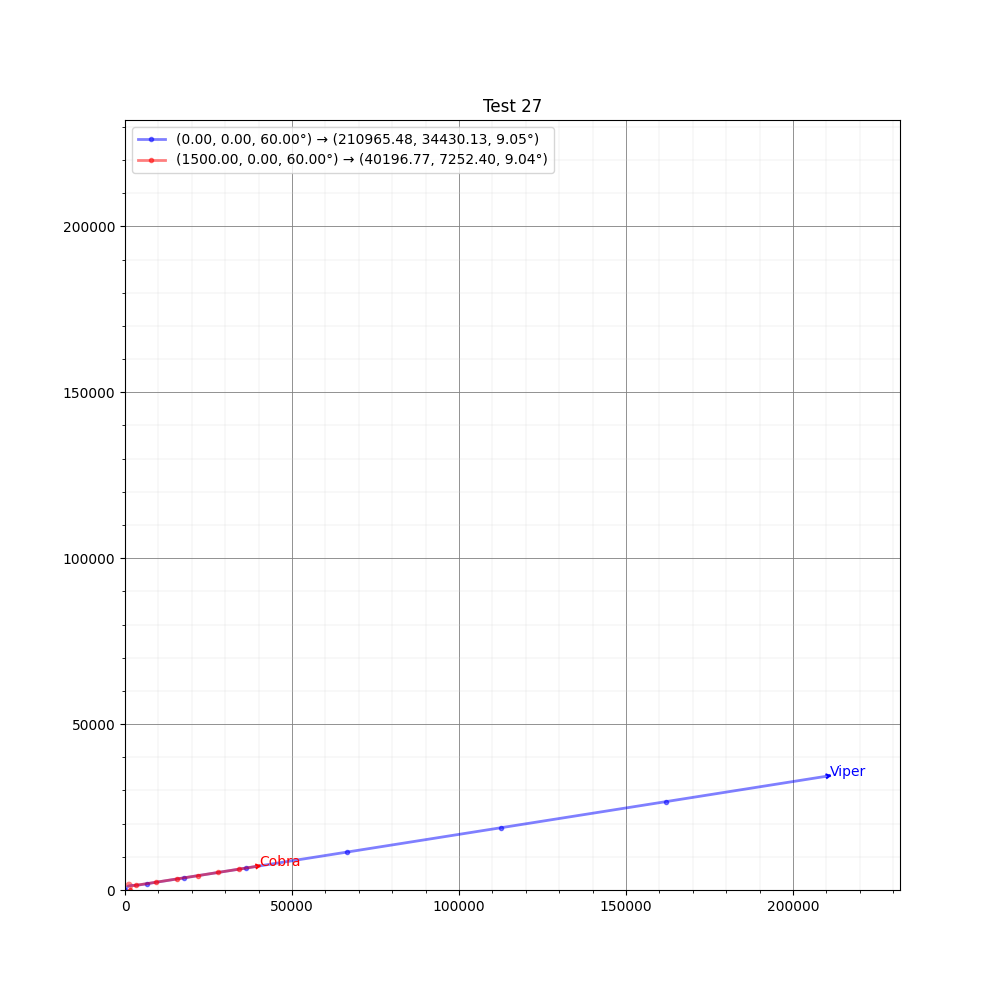 Test 27
(0.00, 0.00, 60.00°) → (210965.48, 34430.13, 9.05°)
(1500.00, 0.00, 60.00°) → (40196.77, 7252.40, 9.04°)
200000
150000
100000
50000
0
Viper
Cobra
0 50000 100000 150000 200000